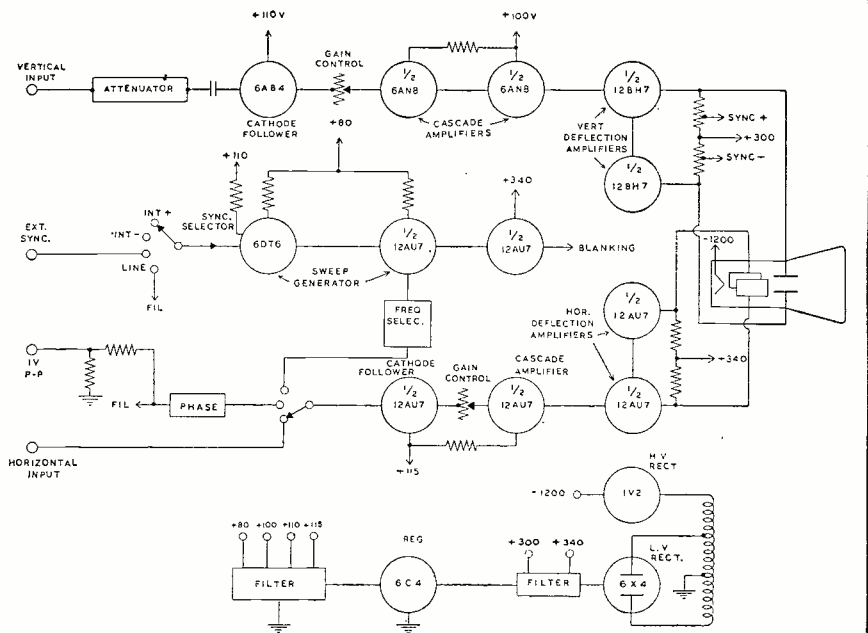 +110V
+100V
VERTICAL
INPUT
ATTENUATOR
6AB4
CATHODE
FOLLOWER
GAIN
CONTROL
1/2
6AN8
1/2
6AN8
CASCADE
AMPLIFIERS
1/2
12BH7
VERT
DEFLECTION
AMPLIFIERS
1/2
12BH7
SYNC +
+300
SYNC -
+80
+110
+340
EXT.
SYNC.
INT +
INT -
LINE
FIL
SYNC.
SELECTOR
6DT6
SWEEP
GENERATOR
1/2
12AU7
1/2
12AU7
BLANKING
-1200
FREQ
SELEC.
1/2
12AU7
HOR.
DEFLECTION
AMPLIFIERS
+340
1V
P-P
FIL
PHASE
CATHODE
FOLLOWER
1/2
12AU7
GAIN
CONTROL
CASCADE
AMPLIFIER
1/2
12AU7
1/2
12AU7
+115
HORIZONTAL
INPUT
H V
RECT
-1200
1V2
+80 +100 +110 +115
FILTER
REG
6C4
+300 +340
FILTER
L.V
RECT.
6X4